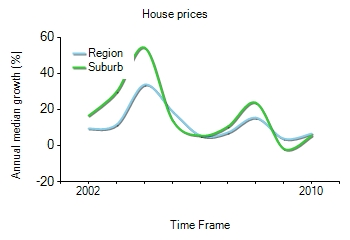 House prices
Annual median growth [%]
60
40
20
0
-20
Region
Suburb
2002
2010
Time Frame